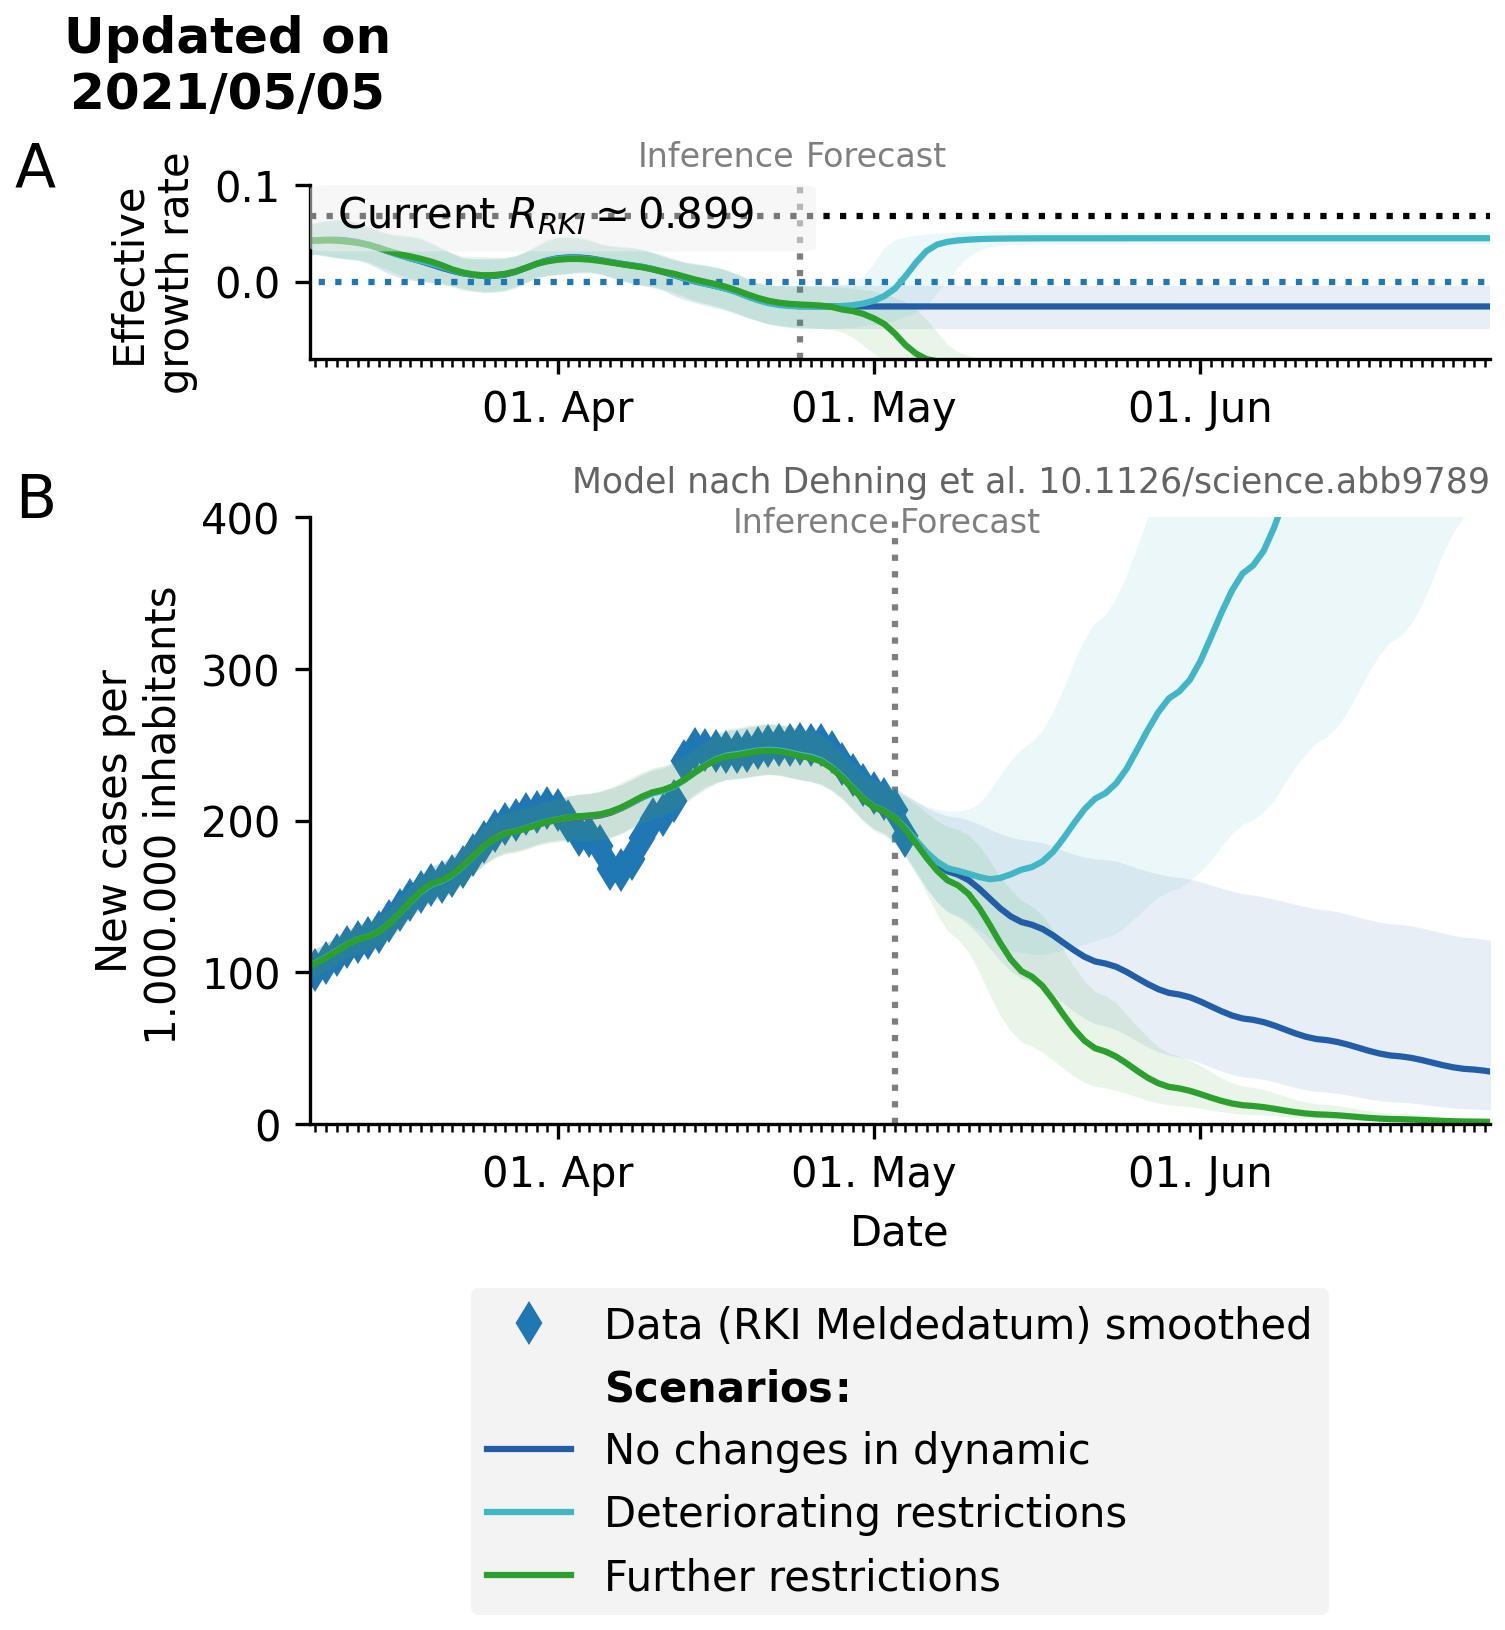 Updated on
2021/05/05
A
Effective
growth rate
Inference Forecast
0.1
0.0
Current R_RKI ≃ 0.899
01. Apr
01. May
01. Jun
B
Model nach Dehning et al. 10.1126/science.abb9789
Inference Forecast
New cases per
1.000.000 inhabitants
400
300
200
100
0
01. Apr
01. May
01. Jun
Date
Data (RKI Meldedatum) smoothed
Scenarios:
No changes in dynamic
Deteriorating restrictions
Further restrictions